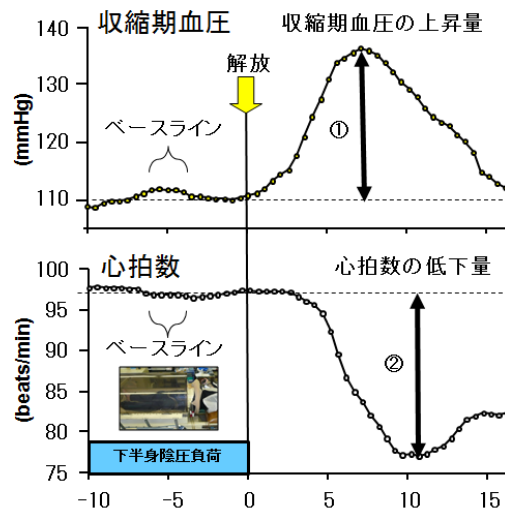 収縮期血圧
収縮期血圧の上昇量
解放
ベースライン
①
(mmHg)
140
130
120
110
心拍数
心拍数の低下量
ベースライン
②
(beats/min)
100
95
90
85
80
75
下半身陰圧負荷
-10
-5
0
5
10
15